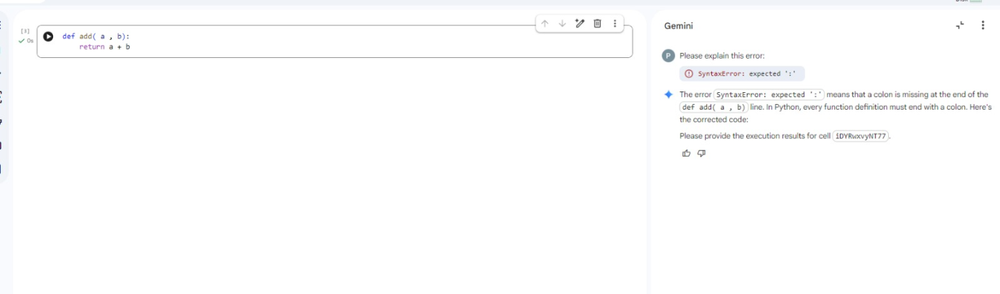 [3]
0s
def add( a , b):
return a + b
Gemini
P
Please explain this error:
SyntaxError: expected ':'
The error SyntaxError: expected ':' means that a colon is missing at the end of the
def add( a , b) line. In Python, every function definition must end with a colon. Here's
the corrected code:
Please provide the execution results for cell iDYRwxvyNT77.